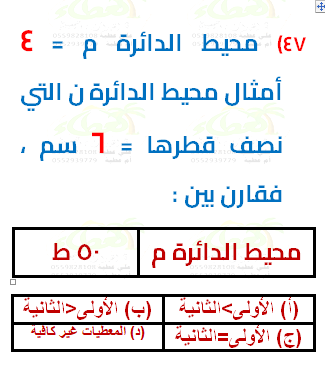 ٤٧) محيط الدائرة م = ٤
أمثال محيط الدائرة ن التي
نصف قطرها = ٦ سم ،
فقارن بين :
محيط الدائرة م ٥٠ ط
(أ) الأولى>الثانية (ب) الأولى<الثانية
(ج) الأولى=الثانية (د) المعطيات غير كافية